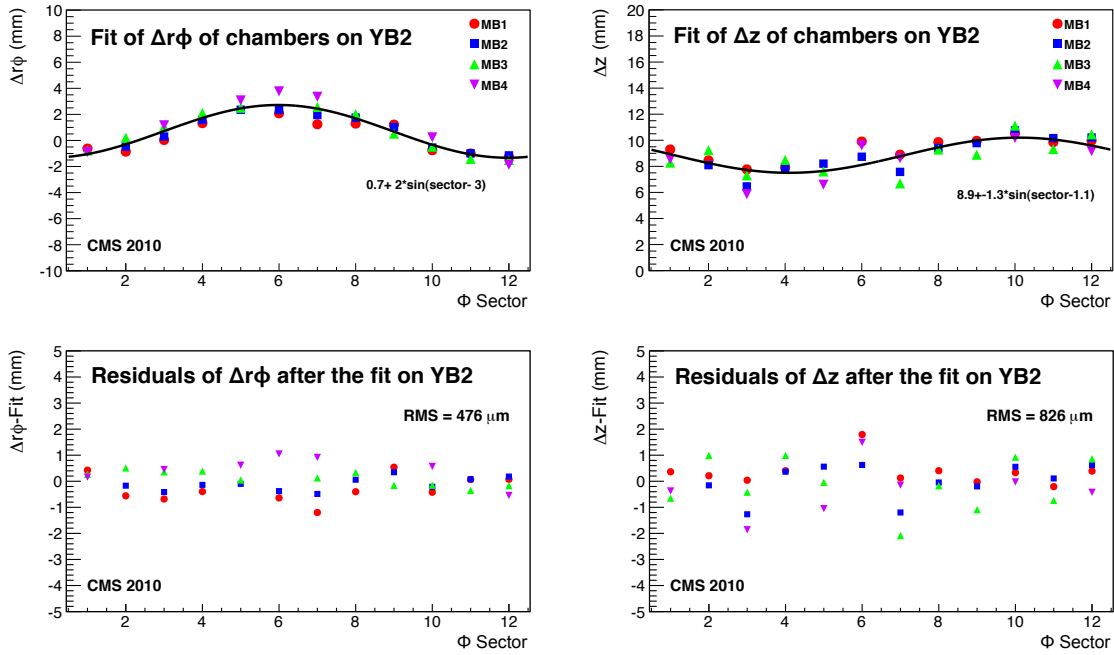 Δrϕ (mm)
Fit of Δrϕ of chambers on YB2
MB1
MB2
MB3
MB4
10
8
6
4
2
0
-2
-4
-6
-8
-10
0.7+ 2*sin(sector- 3)
CMS 2010
2 4 6 8 10 12
Φ Sector
Δz (mm)
Fit of Δz of chambers on YB2
MB1
MB2
MB3
MB4
20
18
16
14
12
10
8
6
4
2
0
8.9+-1.3*sin(sector-1.1)
CMS 2010
2 4 6 8 10 12
Φ Sector
Δrϕ-Fit (mm)
Residuals of Δrϕ after the fit on YB2
RMS = 476 μm
5
4
3
2
1
0
-1
-2
-3
-4
-5
CMS 2010
2 4 6 8 10 12
Φ Sector
Δz-Fit (mm)
Residuals of Δz after the fit on YB2
RMS = 826 μm
5
4
3
2
1
0
-1
-2
-3
-4
-5
CMS 2010
2 4 6 8 10 12
Φ Sector